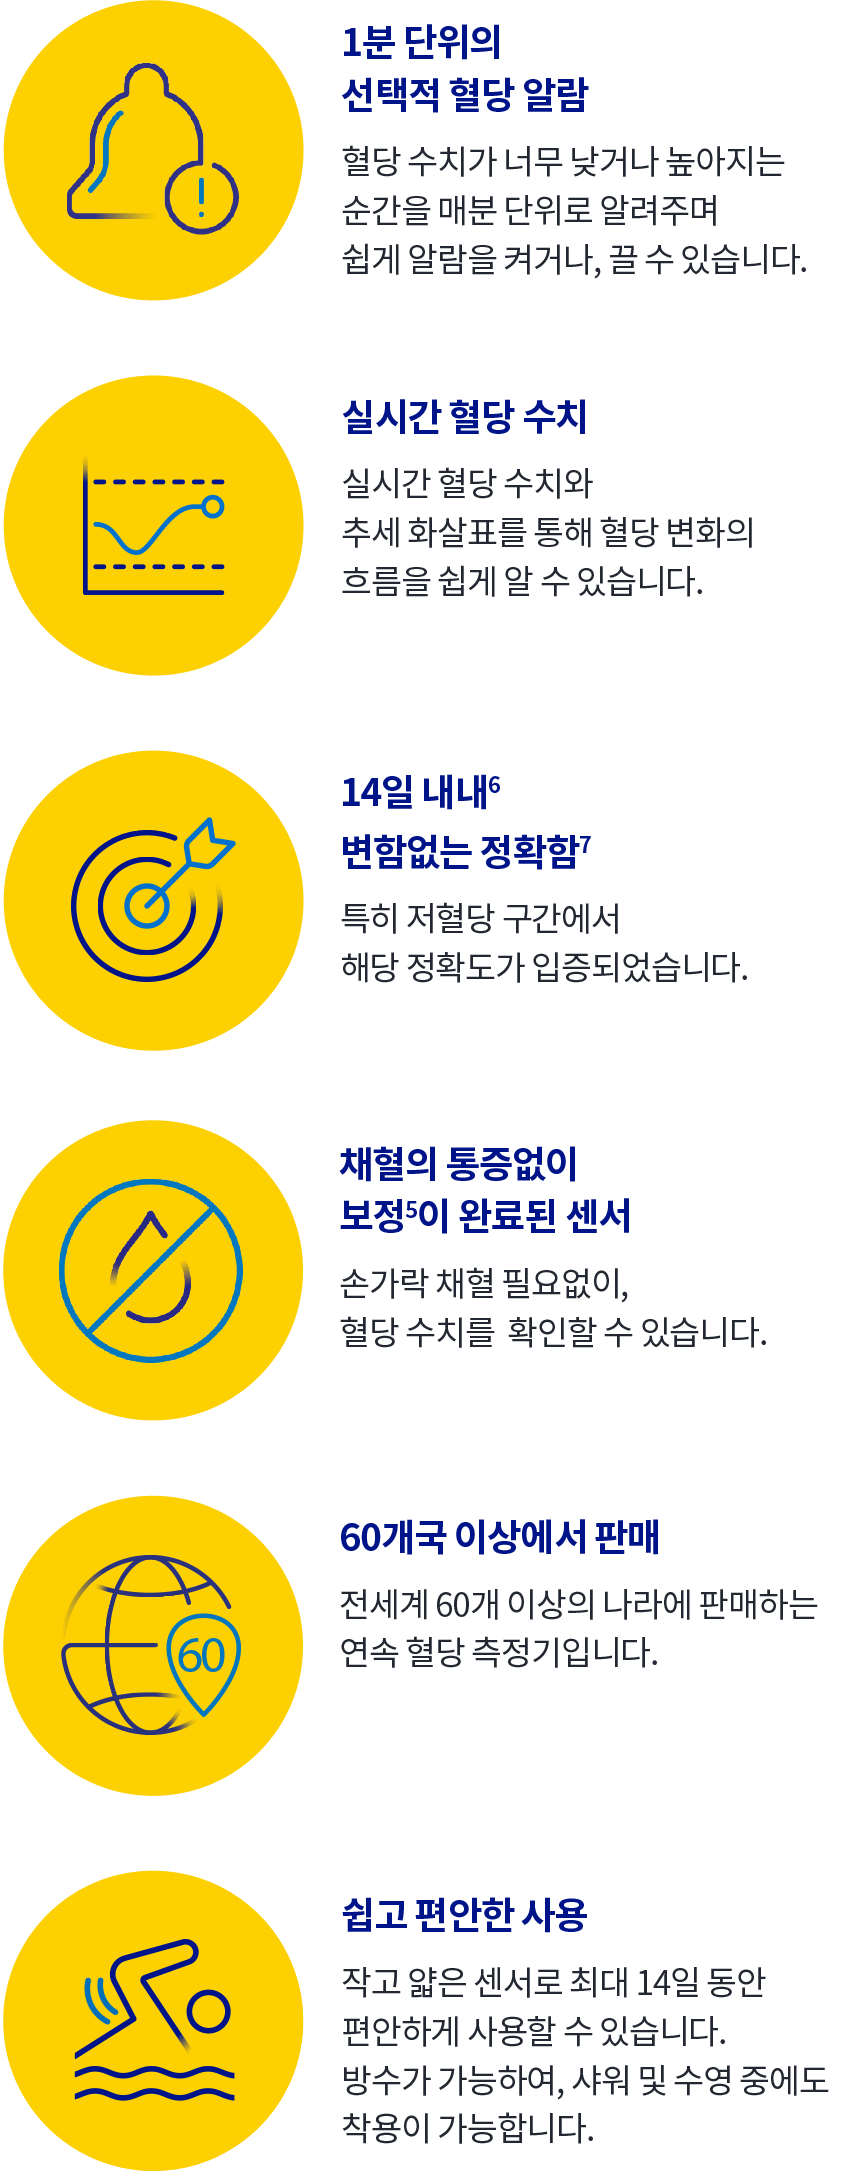 1분 단위의
선택적 혈당 알람
혈당 수치가 너무 낮거나 높아지는
순간을 매분 단위로 알려주며
쉽게 알람을 켜거나, 끌 수 있습니다.
실시간 혈당 수치
실시간 혈당 수치와
추세 화살표를 통해 혈당 변화의
흐름을 쉽게 알 수 있습니다.
14일 내내⁶
변함없는 정확함⁷
특히 저혈당 구간에서
해당 정확도가 입증되었습니다.
채혈의 통증없이
보정⁵이 완료된 센서
손가락 채혈 필요없이,
혈당 수치를 확인할 수 있습니다.
60
60개국 이상에서 판매
전세계 60개 이상의 나라에 판매하는
연속 혈당 측정기입니다.
쉽고 편안한 사용
작고 얇은 센서로 최대 14일 동안
편안하게 사용할 수 있습니다.
방수가 가능하여, 샤워 및 수영 중에도
착용이 가능합니다.